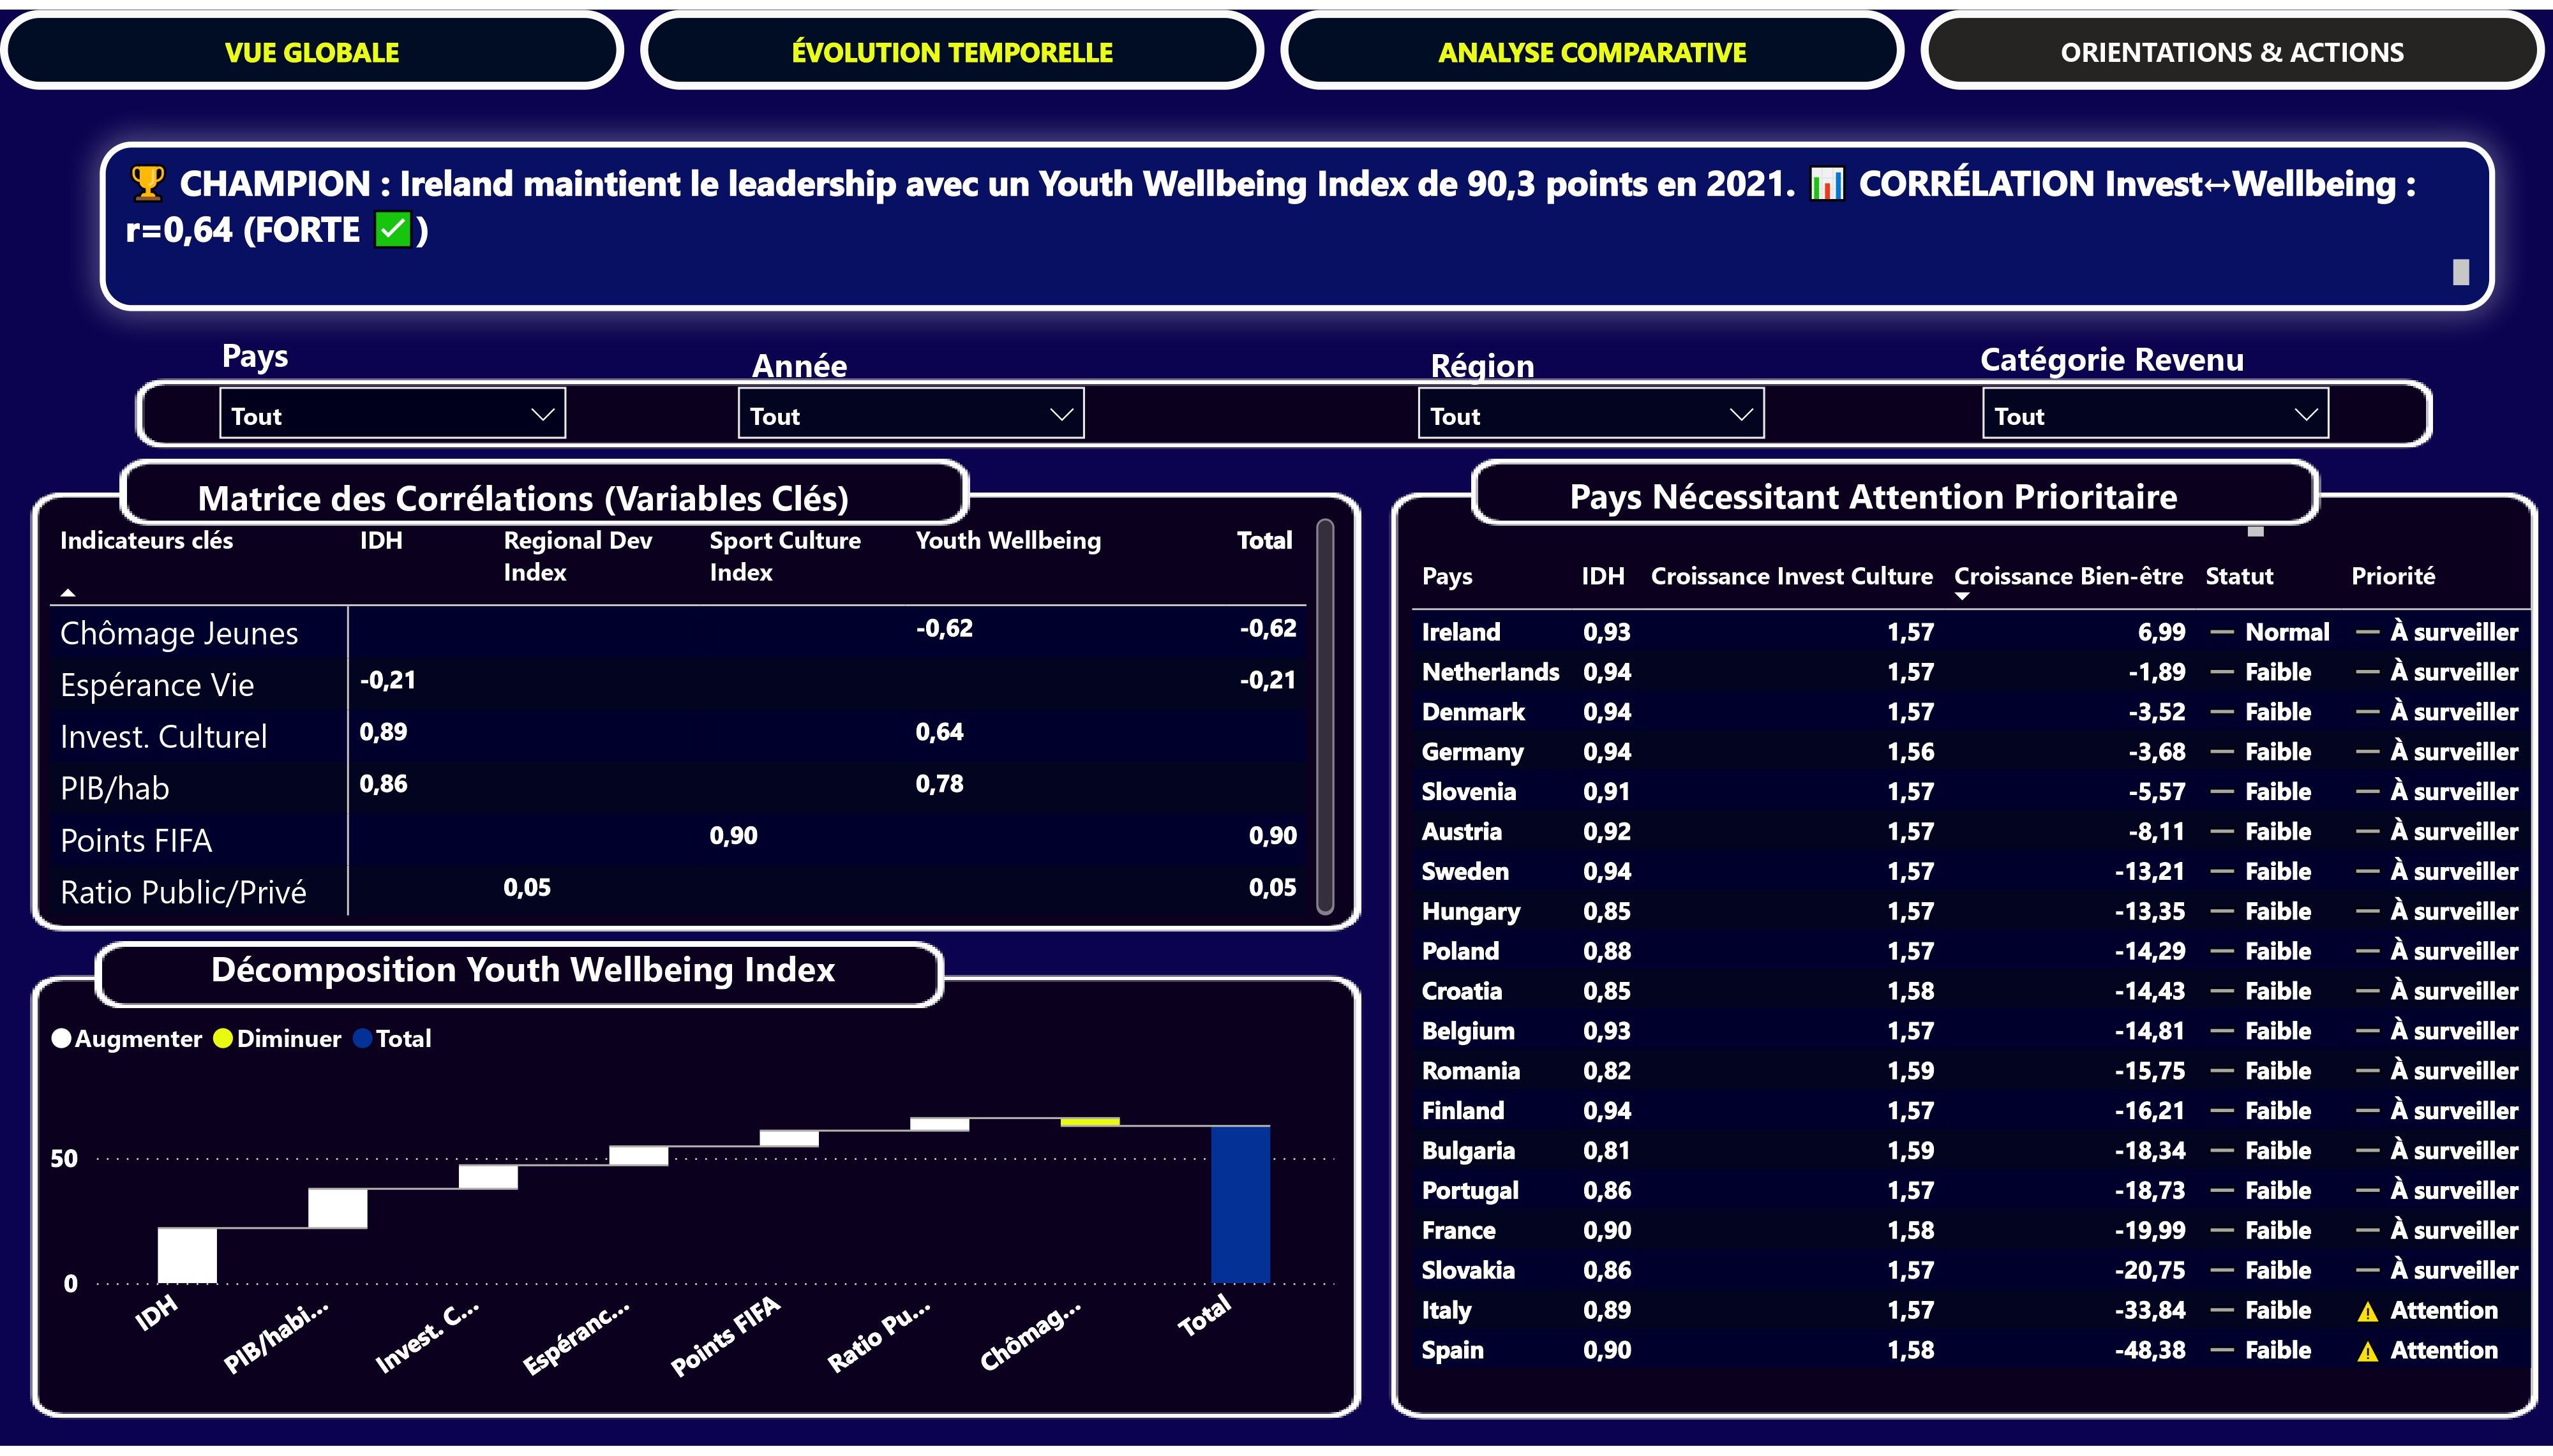 VUE GLOBALE
ÉVOLUTION TEMPORELLE
ANALYSE COMPARATIVE
ORIENTATIONS & ACTIONS
🏆 CHAMPION : Ireland maintient le leadership avec un Youth Wellbeing Index de 90,3 points en 2021. 📊 CORRÉLATION Invest↔Wellbeing :
r=0,64 (FORTE ✅)
Pays
Année
Région
Catégorie Revenu
Tout
Tout
Tout
Tout
Matrice des Corrélations (Variables Clés)
Indicateurs clés IDH Regional Dev Index Sport Culture Index Youth Wellbeing Total
Chômage Jeunes -0,62 -0,62
Espérance Vie -0,21 -0,21
Invest. Culturel 0,89 0,64
PIB/hab 0,86 0,78
Points FIFA 0,90 0,90
Ratio Public/Privé 0,05 0,05
Décomposition Youth Wellbeing Index
Augmenter Diminuer Total
50
0
IDH
PIB/habi...
Invest. C...
Espéranc...
Points FIFA
Ratio Pu...
Chômag...
Total
Pays Nécessitant Attention Prioritaire
Pays IDH Croissance Invest Culture Croissance Bien-être Statut Priorité
Ireland 0,93 1,57 6,99 — Normal — À surveiller
Netherlands 0,94 1,57 -1,89 — Faible — À surveiller
Denmark 0,94 1,57 -3,52 — Faible — À surveiller
Germany 0,94 1,56 -3,68 — Faible — À surveiller
Slovenia 0,91 1,57 -5,57 — Faible — À surveiller
Austria 0,92 1,57 -8,11 — Faible — À surveiller
Sweden 0,94 1,57 -13,21 — Faible — À surveiller
Hungary 0,85 1,57 -13,35 — Faible — À surveiller
Poland 0,88 1,57 -14,29 — Faible — À surveiller
Croatia 0,85 1,58 -14,43 — Faible — À surveiller
Belgium 0,93 1,57 -14,81 — Faible — À surveiller
Romania 0,82 1,59 -15,75 — Faible — À surveiller
Finland 0,94 1,57 -16,21 — Faible — À surveiller
Bulgaria 0,81 1,59 -18,34 — Faible — À surveiller
Portugal 0,86 1,57 -18,73 — Faible — À surveiller
France 0,90 1,58 -19,99 — Faible — À surveiller
Slovakia 0,86 1,57 -20,75 — Faible — À surveiller
Italy 0,89 1,57 -33,84 — Faible ⚠ Attention
Spain 0,90 1,58 -48,38 — Faible ⚠ Attention